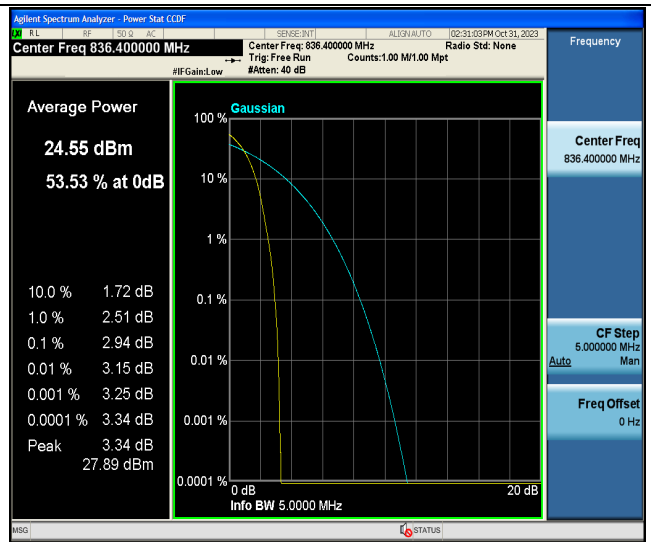 Agilent Spectrum Analyzer - Power Stat CCDF
RL RF 50 Ω AC SENSE:INT ALIGN AUTO 02:31:03 PM Oct 31, 2023
Center Freq 836.400000 MHz
Center Freq: 836.400000 MHz Radio Std: None
Trig: Free Run Counts:1.00 M/1.00 Mpt
#IFGain:Low #Atten: 40 dB
Frequency
Average Power
24.55 dBm
53.53 % at 0dB
10.0 % 1.72 dB
1.0 % 2.51 dB
0.1 % 2.94 dB
0.01 % 3.15 dB
0.001 % 3.25 dB
0.0001 % 3.34 dB
Peak 3.34 dB
27.89 dBm
Gaussian
100 %
10 %
1 %
0.1 %
0.01 %
0.001 %
0.0001 %
0 dB 20 dB
Info BW 5.0000 MHz
Center Freq
836.400000 MHz
CF Step
5.000000 MHz
Auto Man
Freq Offset
0 Hz
MSG STATUS